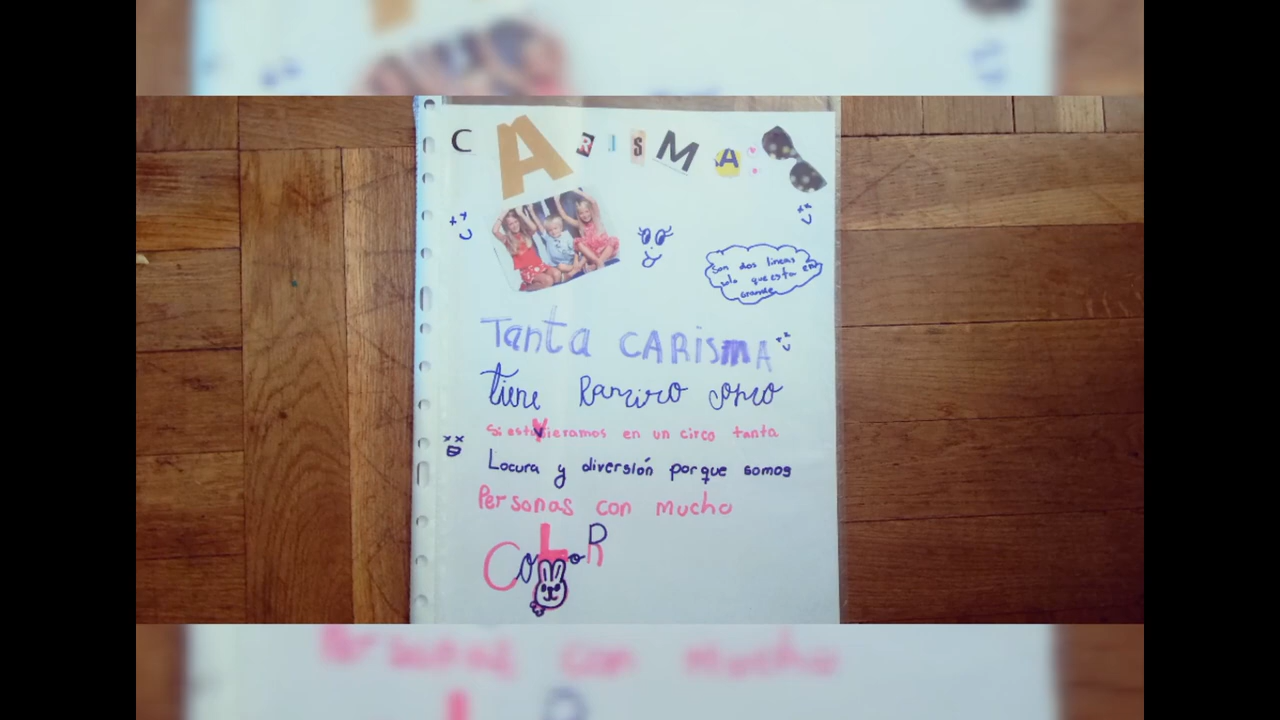 CARISMA:
Son dos lineas
solo que esta en
Grande
Tanta CARISMA
tiene Ramiro como
Si estuvieramos en un circo tanta
Locura y diversión porque somos
Personas con mucho
CoLoR